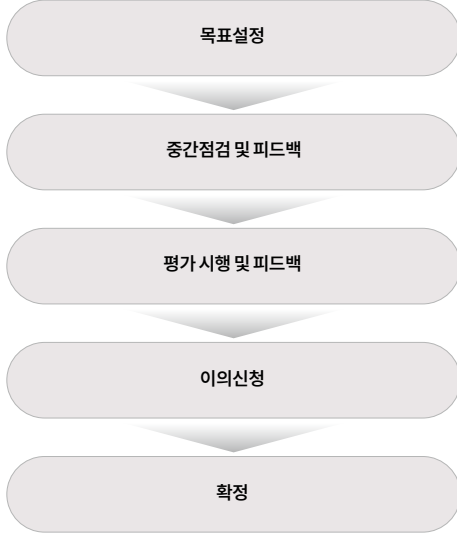 목표설정
중간점검 및 피드백
평가 시행 및 피드백
이의신청
확정